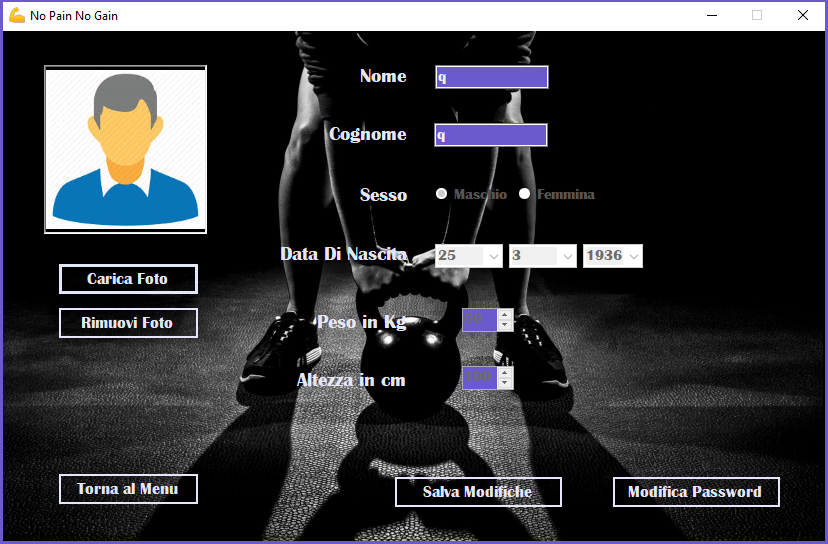 No Pain No Gain
Nome q
Cognome q
Sesso Maschio Femmina
Data Di Nascita 25 3 1936
Carica Foto
Rimuovi Foto
Peso in Kg
Altezza in cm
Torna al Menu
Salva Modifiche
Modifica Password